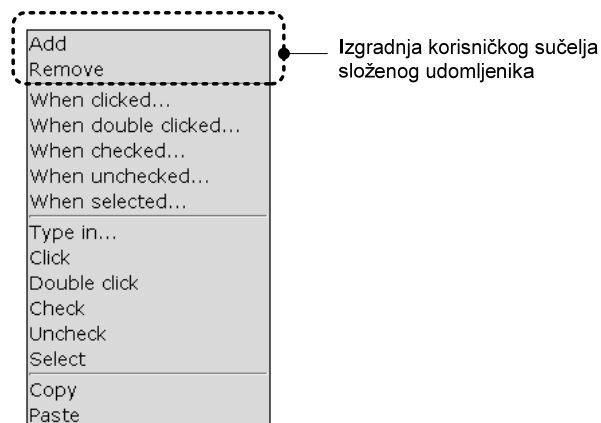 Add
Remove
When clicked...
When double clicked...
When checked...
When unchecked...
When selected...
Type in...
Click
Double click
Check
Uncheck
Select
Copy
Paste
Izgradnja korisničkog sučelja
složenog udomljenika